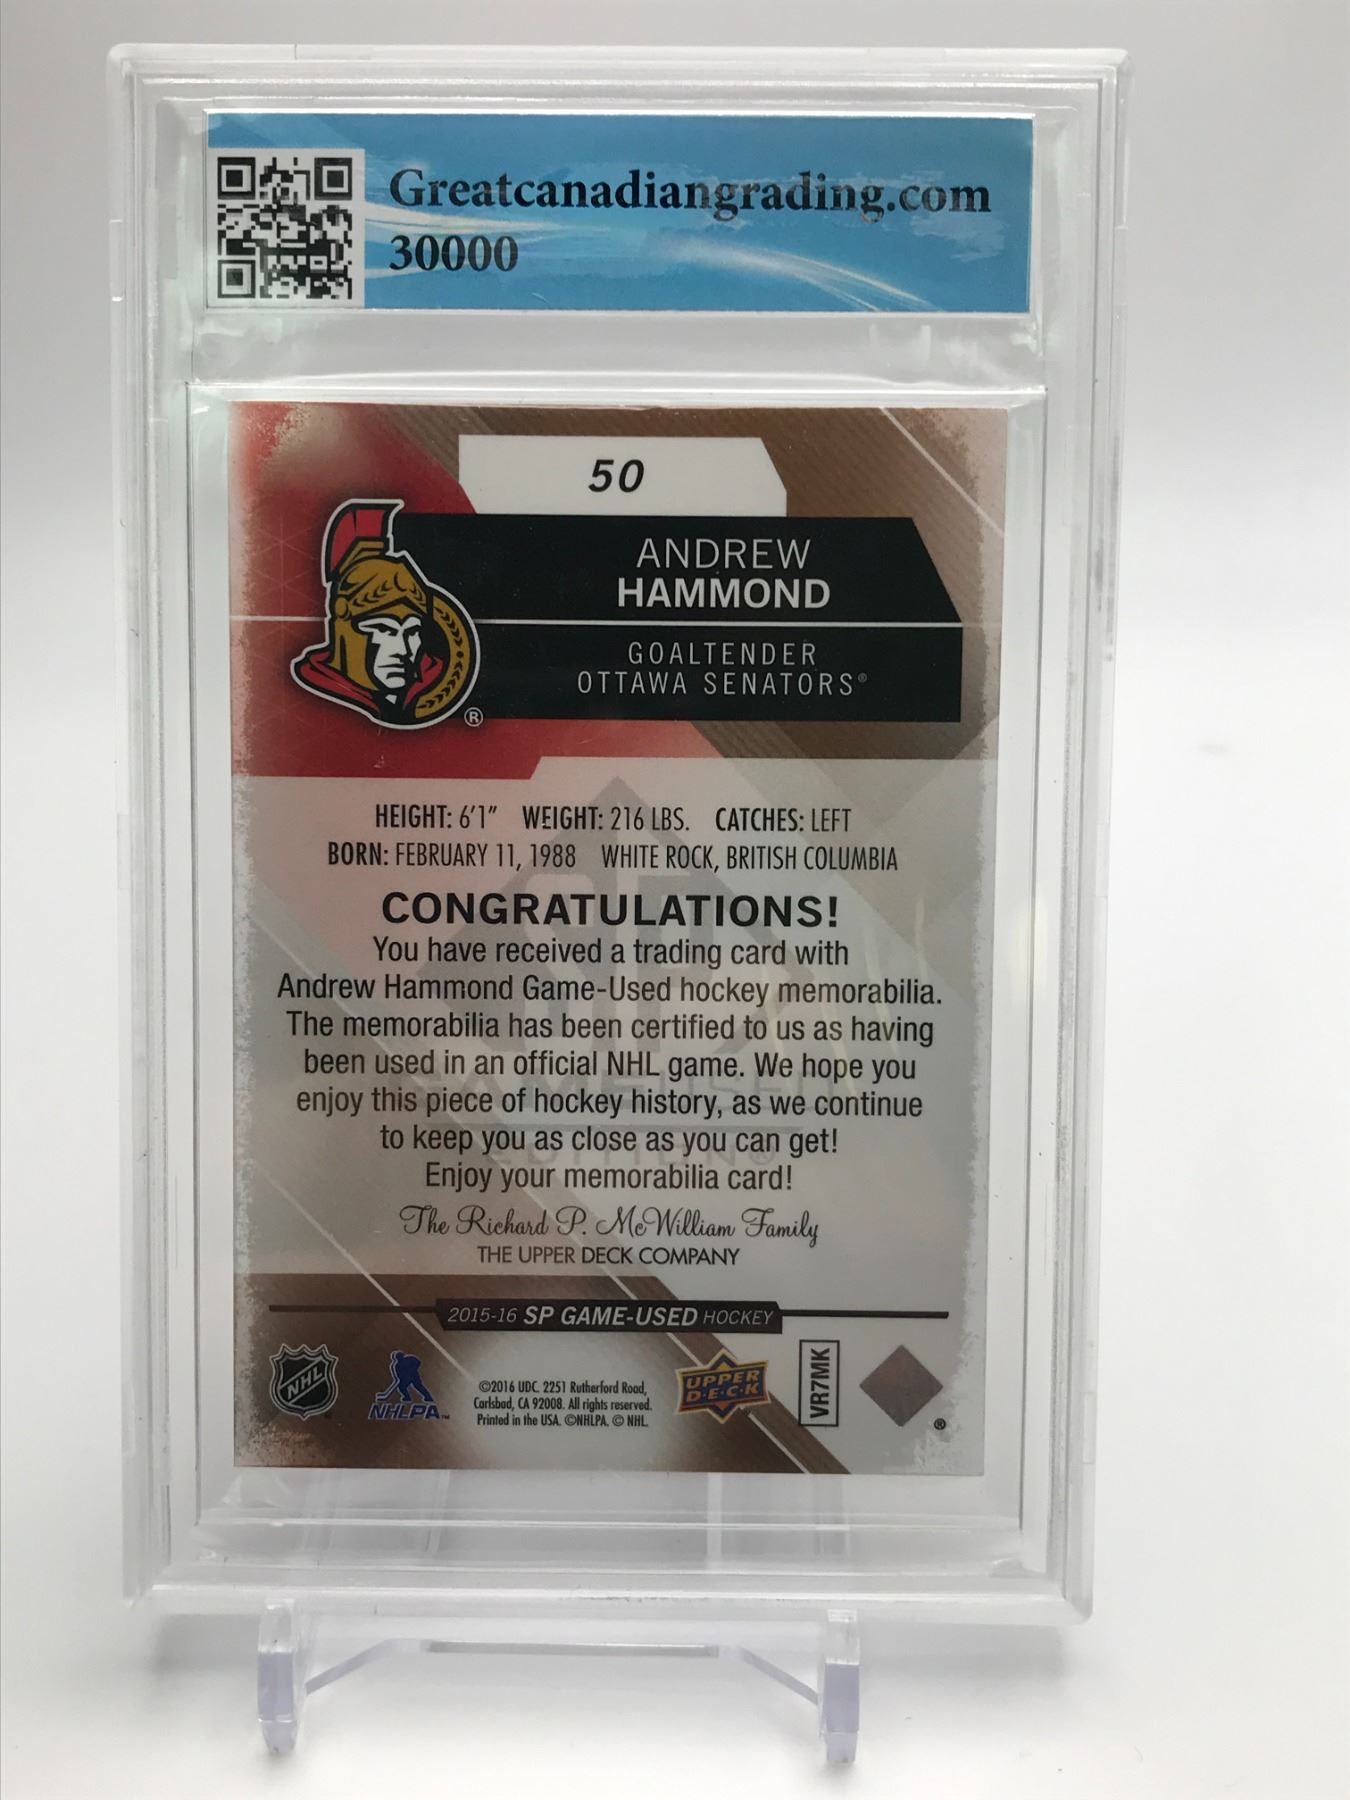 Greatcanadiangrading.com
30000
50
ANDREW
HAMMOND
GOALTENDER
OTTAWA SENATORS®
®
HEIGHT: 6'1" WEIGHT: 216 LBS. CATCHES: LEFT
BORN: FEBRUARY 11, 1988 WHITE ROCK, BRITISH COLUMBIA
CONGRATULATIONS!
You have received a trading card with
Andrew Hammond Game-Used hockey memorabilia.
The memorabilia has been certified to us as having
been used in an official NHL game. We hope you
enjoy this piece of hockey history, as we continue
to keep you as close as you can get!
Enjoy your memorabilia card!
The Richard P. McWilliam Family
THE UPPER DECK COMPANY
2015-16 SP GAME-USED HOCKEY
NHL
NHLPA™
©2016 UDC. 2251 Rutherford Road,
Carlsbad, CA 92008. All rights reserved.
Printed in the USA. ©NHLPA. © NHL.
UPPER
DECK
VR7MK
®